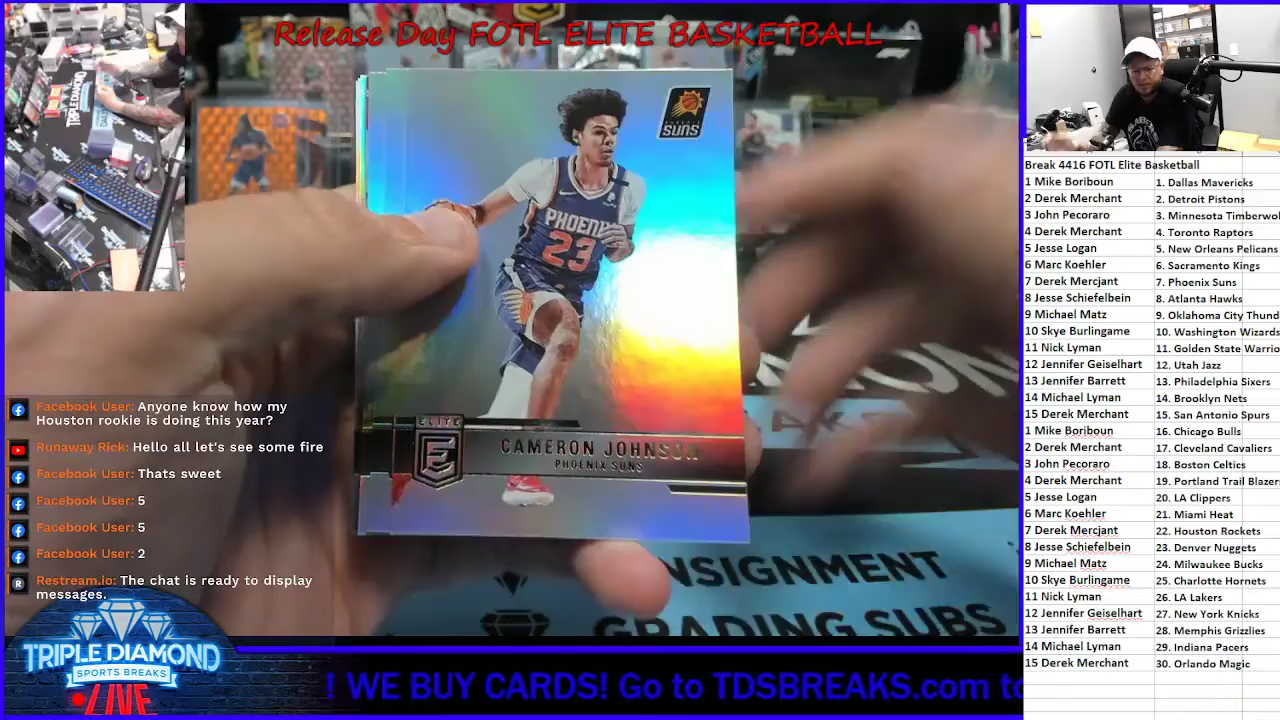 Release Day FOTL ELITE BASKETBALL
SUNS
PHOENIX
23
ELITE
E
CAMERON JOHNSON
PHOENIX SUNS
NSIGNMENT
GRADING SUBS
Facebook User: Anyone know how my
Houston rookie is doing this year?
Runaway Rick: Hello all let's see some fire
Facebook User: Thats sweet
Facebook User: 5
Facebook User: 5
Facebook User: 2
Restream.io: The chat is ready to display
messages.
TRIPLE DIAMOND
SPORTS BREAKS
LIVE
! WE BUY CARDS! Go to TDSBREAKS.com to
Break 4416 FOTL Elite Basketball
1 Mike Boriboun 1. Dallas Mavericks
2 Derek Merchant 2. Detroit Pistons
3 John Pecoraro 3. Minnesota Timberwo
4 Derek Merchant 4. Toronto Raptors
5 Jesse Logan 5. New Orleans Pelicans
6 Marc Koehler 6. Sacramento Kings
7 Derek Mercjant 7. Phoenix Suns
8 Jesse Schiefelbein 8. Atlanta Hawks
9 Michael Matz 9. Oklahoma City Thund
10 Skye Burlingame 10. Washington Wizards
11 Nick Lyman 11. Golden State Warrio
12 Jennifer Geiselhart 12. Utah Jazz
13 Jennifer Barrett 13. Philadelphia Sixers
14 Michael Lyman 14. Brooklyn Nets
15 Derek Merchant 15. San Antonio Spurs
1 Mike Boriboun 16. Chicago Bulls
2 Derek Merchant 17. Cleveland Cavaliers
3 John Pecoraro 18. Boston Celtics
4 Derek Merchant 19. Portland Trail Blazer
5 Jesse Logan 20. LA Clippers
6 Marc Koehler 21. Miami Heat
7 Derek Mercjant 22. Houston Rockets
8 Jesse Schiefelbein 23. Denver Nuggets
9 Michael Matz 24. Milwaukee Bucks
10 Skye Burlingame 25. Charlotte Hornets
11 Nick Lyman 26. LA Lakers
12 Jennifer Geiselhart 27. New York Knicks
13 Jennifer Barrett 28. Memphis Grizzlies
14 Michael Lyman 29. Indiana Pacers
15 Derek Merchant 30. Orlando Magic